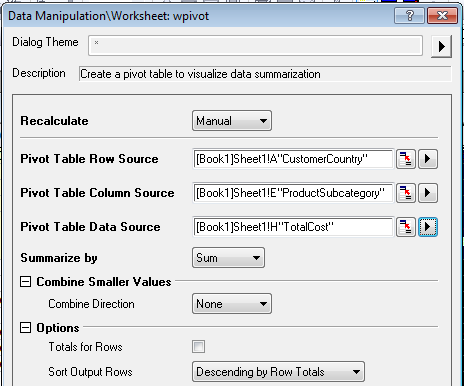 Data Manipulation\Worksheet: wpivot
Dialog Theme *
Description Create a pivot table to visualize data summarization
Recalculate Manual
Pivot Table Row Source [Book1]Sheet1!A"CustomerCountry"
Pivot Table Column Source [Book1]Sheet1!E"ProductSubcategory"
Pivot Table Data Source [Book1]Sheet1!H"TotalCost"
Summarize by Sum
Combine Smaller Values
Combine Direction None
Options
Totals for Rows
Sort Output Rows Descending by Row Totals